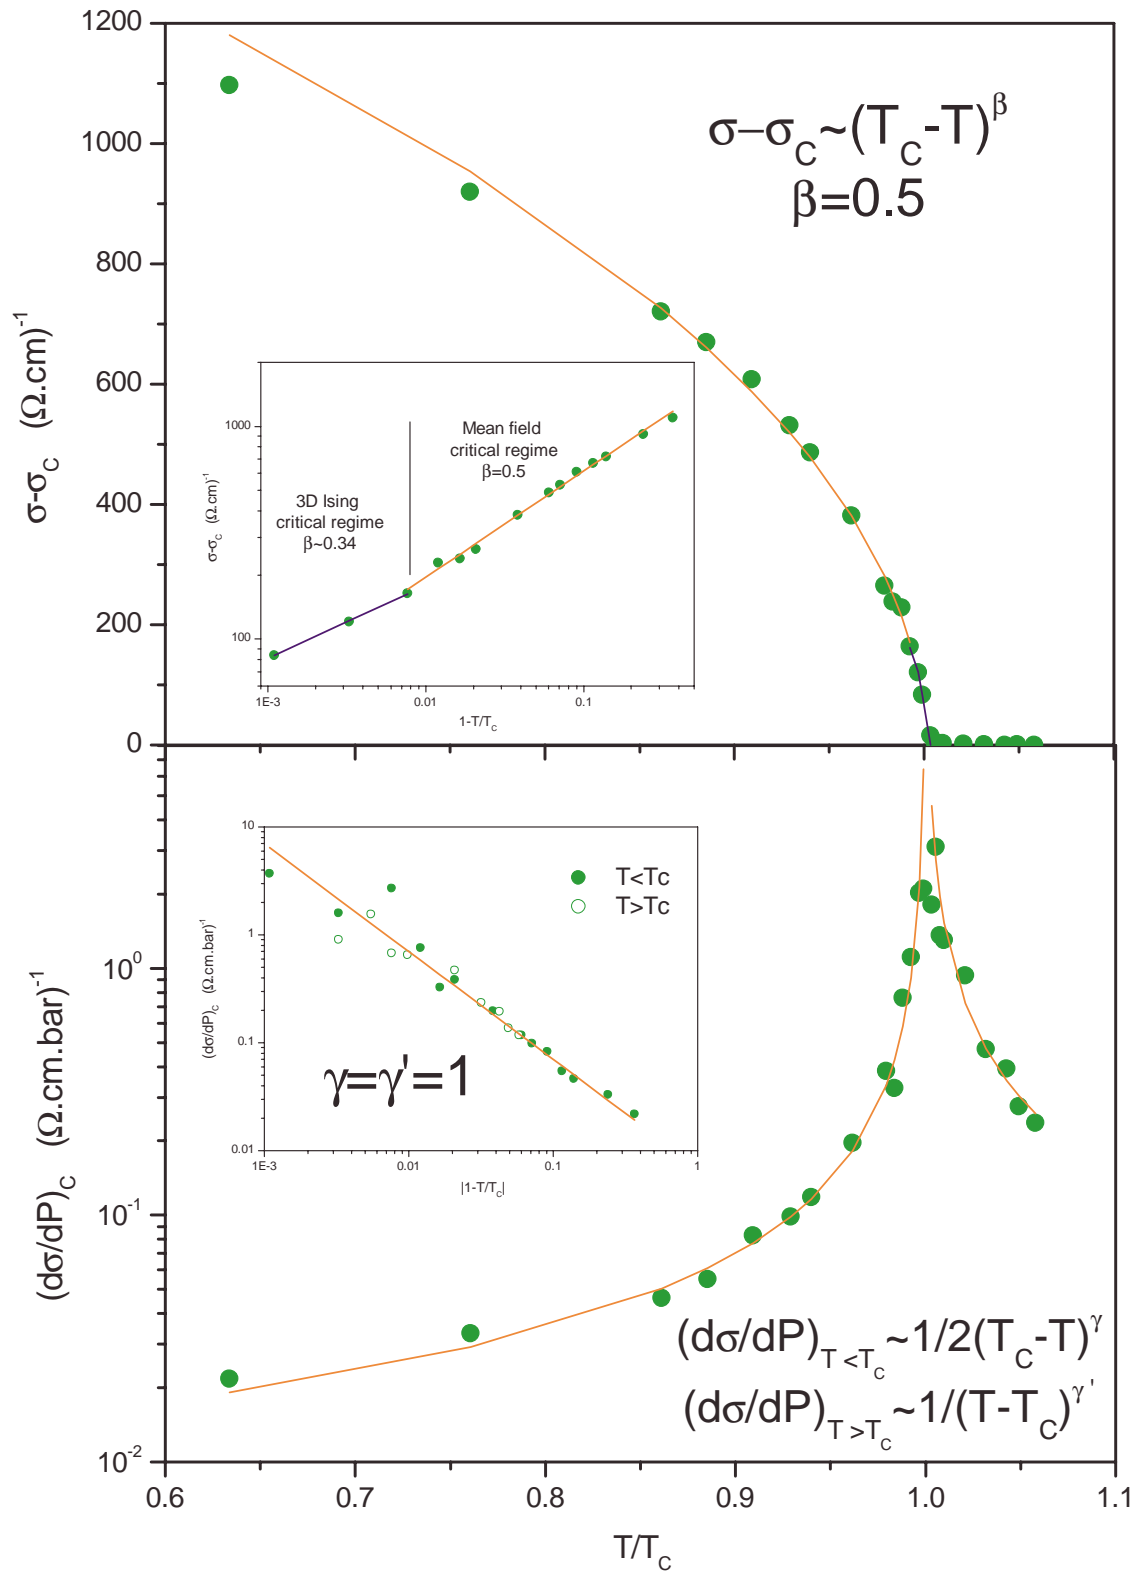 1200
1000
800
600
400
200
0
σ-σC (Ω.cm)-1
σ−σC~(TC-T)β
β=0.5
1000
100
σ-σC (Ω.cm)-1
Mean field
critical regime
β=0.5
3D Ising
critical regime
β~0.34
1E-3 0.01 0.1
1-T/TC
10
1
0.1
0.01
(dσ/dP)C (Ω.cm.bar)-1
T<Tc
T>Tc
γ=γ'=1
1E-3 0.01 0.1 1
|1-T/TC|
100
10-1
10-2
(dσ/dP)C (Ω.cm.bar)-1
(dσ/dP)T <TC~1/2(TC-T)γ
(dσ/dP)T >TC~1/(T-TC)γ '
0.6 0.7 0.8 0.9 1.0 1.1
T/TC